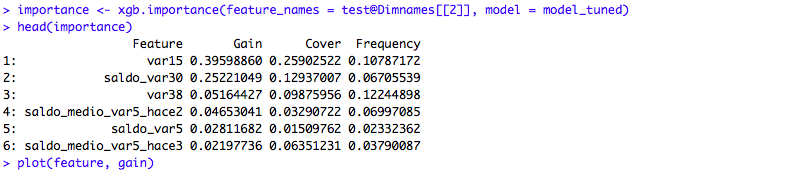 > importance <- xgb.importance(feature_names = test@Dimnames[[2]], model = model_tuned)
> head(importance)
Feature Gain Cover Frequency
1: var15 0.39598860 0.25902522 0.10787172
2: saldo_var30 0.25221049 0.12937007 0.06705539
3: var38 0.05164427 0.09875956 0.12244898
4: saldo_medio_var5_hace2 0.04653041 0.03290722 0.06997085
5: saldo_var5 0.02811682 0.01509762 0.02332362
6: saldo_medio_var5_hace3 0.02197736 0.06351231 0.03790087
> plot(feature, gain)